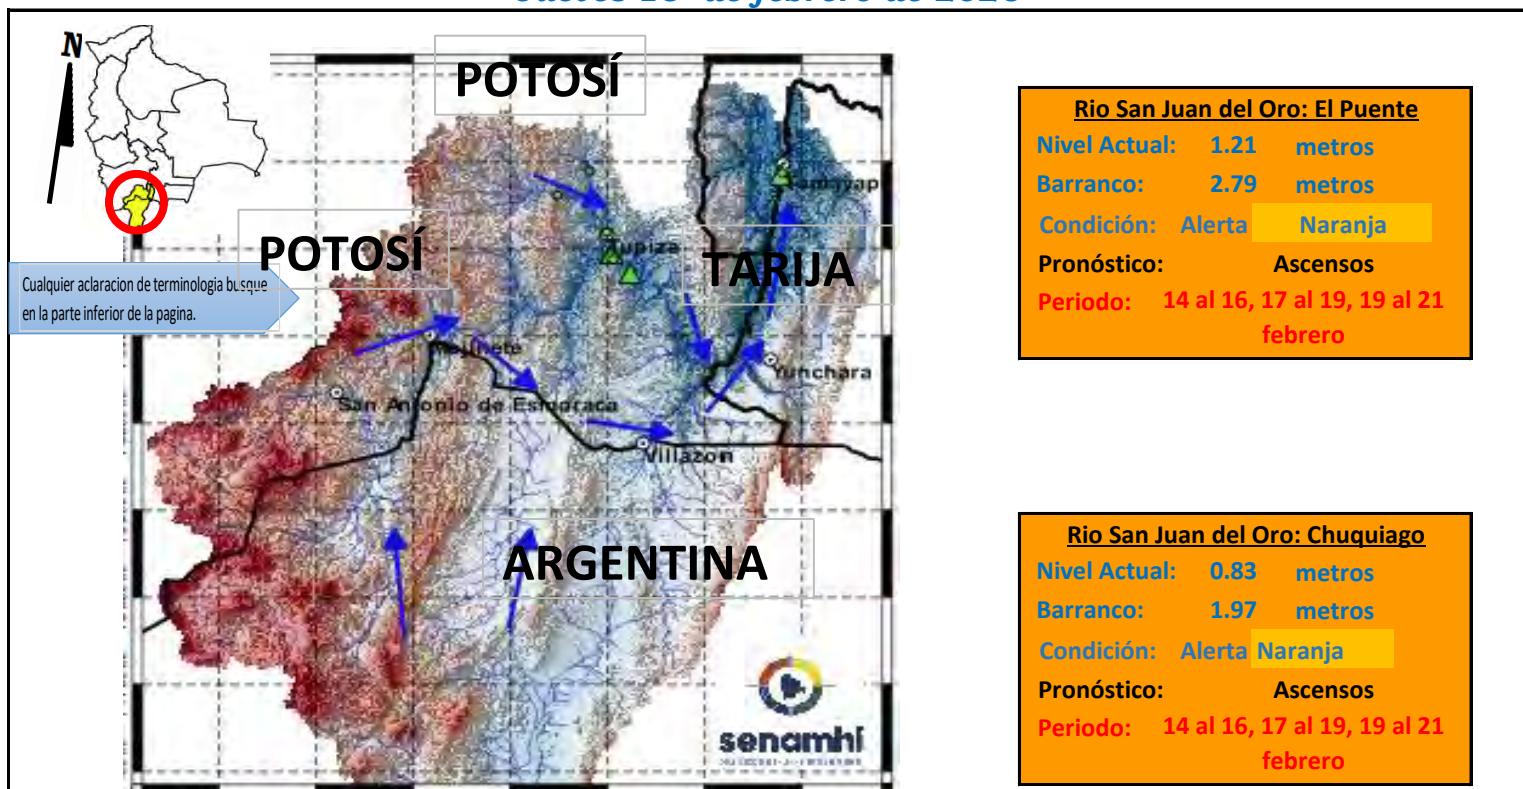 N
POTOSÍ
POTOSÍ
TARIJA
ARGENTINA
Tupiza
Yunchara
San Antonio de Esmoraca
Villazon
Cualquier aclaracion de terminologia busque
en la parte inferior de la pagina.
senamhi
Rio San Juan del Oro: El Puente
Nivel Actual: 1.21 metros
Barranco: 2.79 metros
Condición: Alerta Naranja
Pronóstico: Ascensos
Periodo: 14 al 16, 17 al 19, 19 al 21
febrero
Rio San Juan del Oro: Chuquiago
Nivel Actual: 0.83 metros
Barranco: 1.97 metros
Condición: Alerta Naranja
Pronóstico: Ascensos
Periodo: 14 al 16, 17 al 19, 19 al 21
febrero